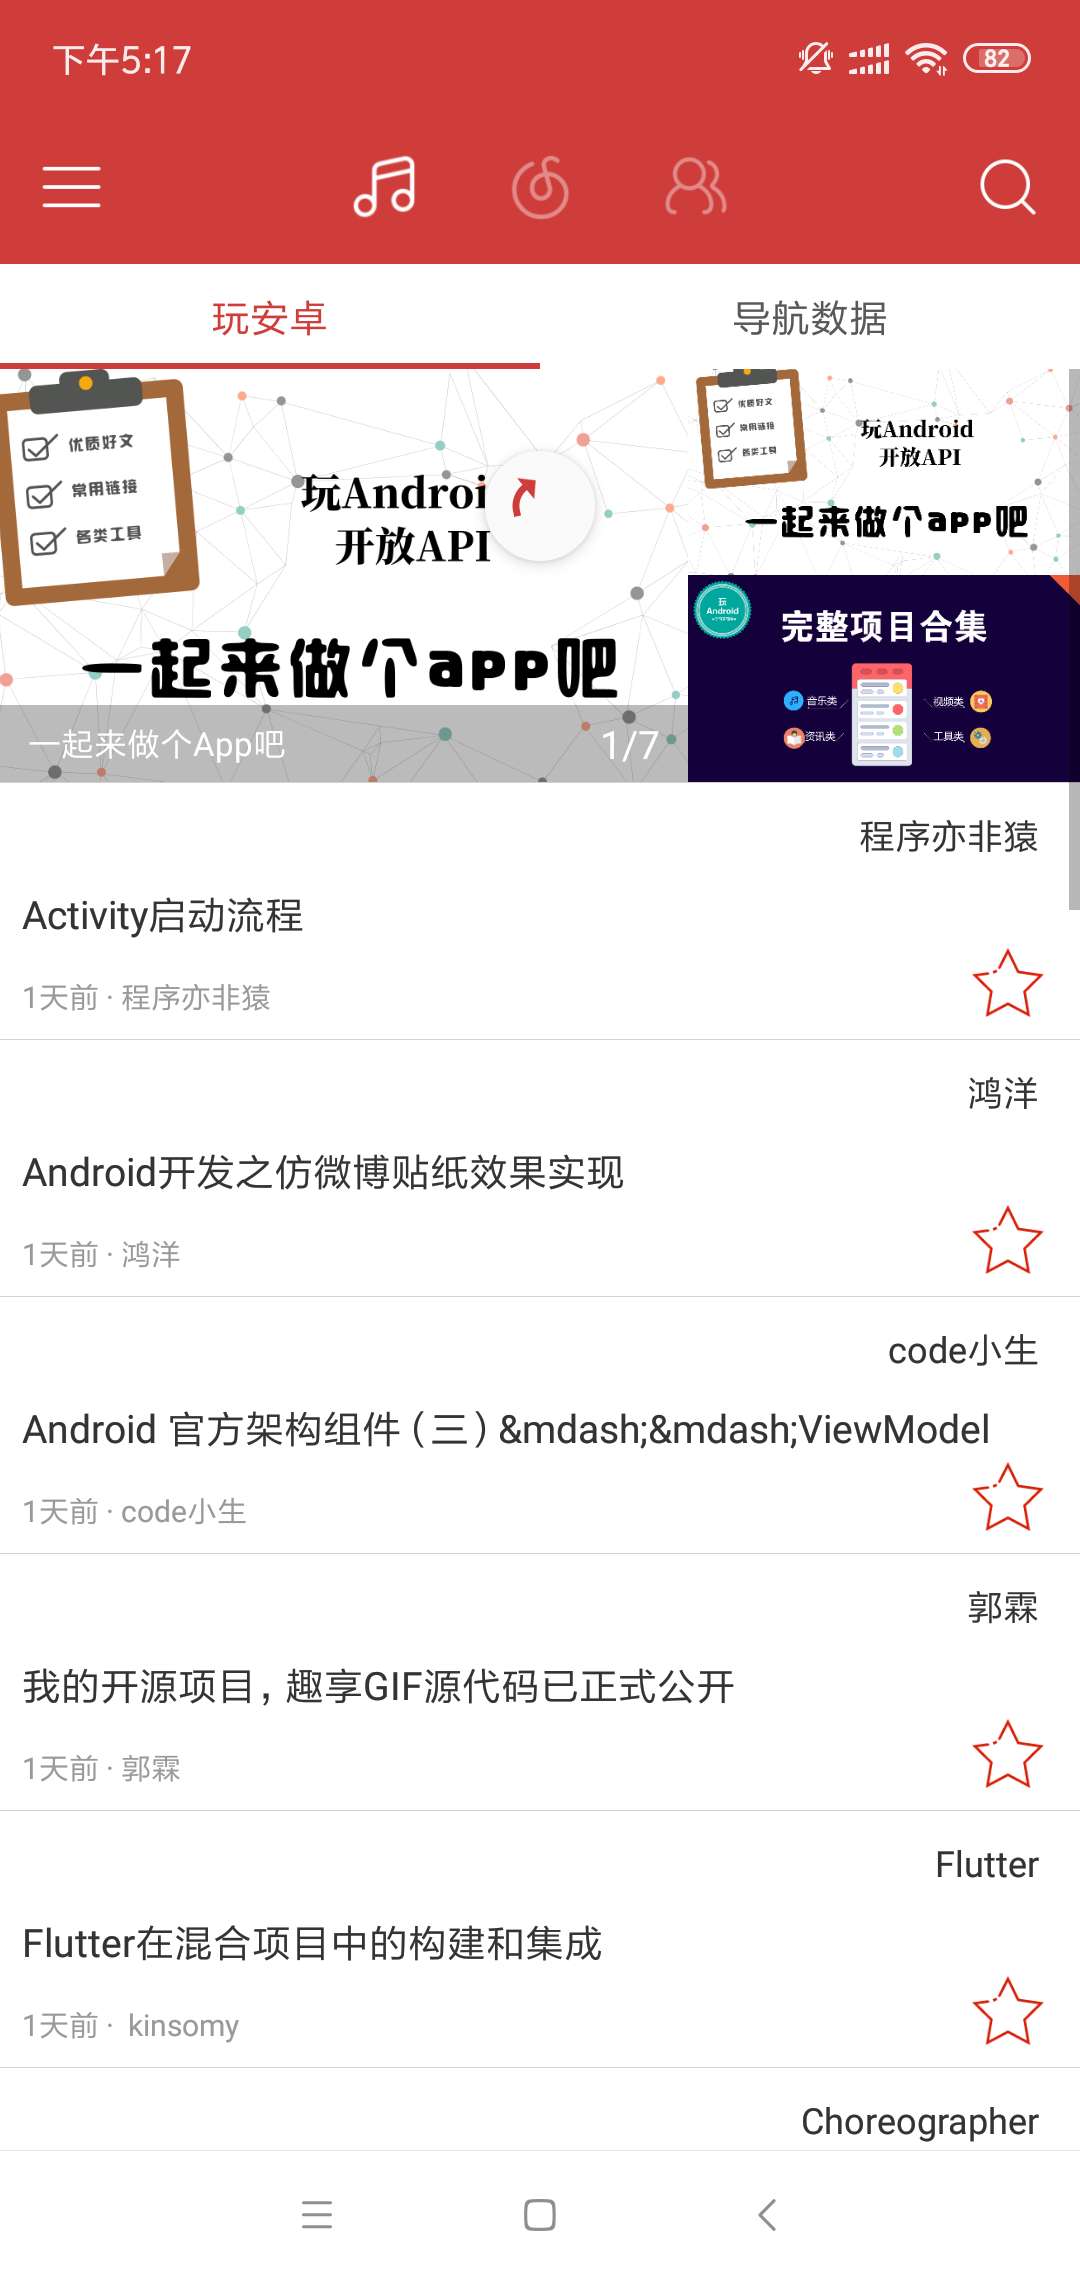 下午5:17
82
玩安卓
导航数据
优质好文
常用链接
各类工具
玩Androi
开放API
一起来做个app吧
一起来做个App吧
1/7
优质好文
常用链接
各类工具
玩Android
开放API
一起来做个app吧
玩
Android
完整项目合集
音乐类
视频类
资讯类
工具类
程序亦非猿
Activity启动流程
1天前 · 程序亦非猿
鸿洋
Android开发之仿微博贴纸效果实现
1天前 · 鸿洋
code小生
Android 官方架构组件（三）&mdash;&mdash;ViewModel
1天前 · code小生
郭霖
我的开源项目，趣享GIF源代码已正式公开
1天前 · 郭霖
Flutter
Flutter在混合项目中的构建和集成
1天前 · kinsomy
Choreographer